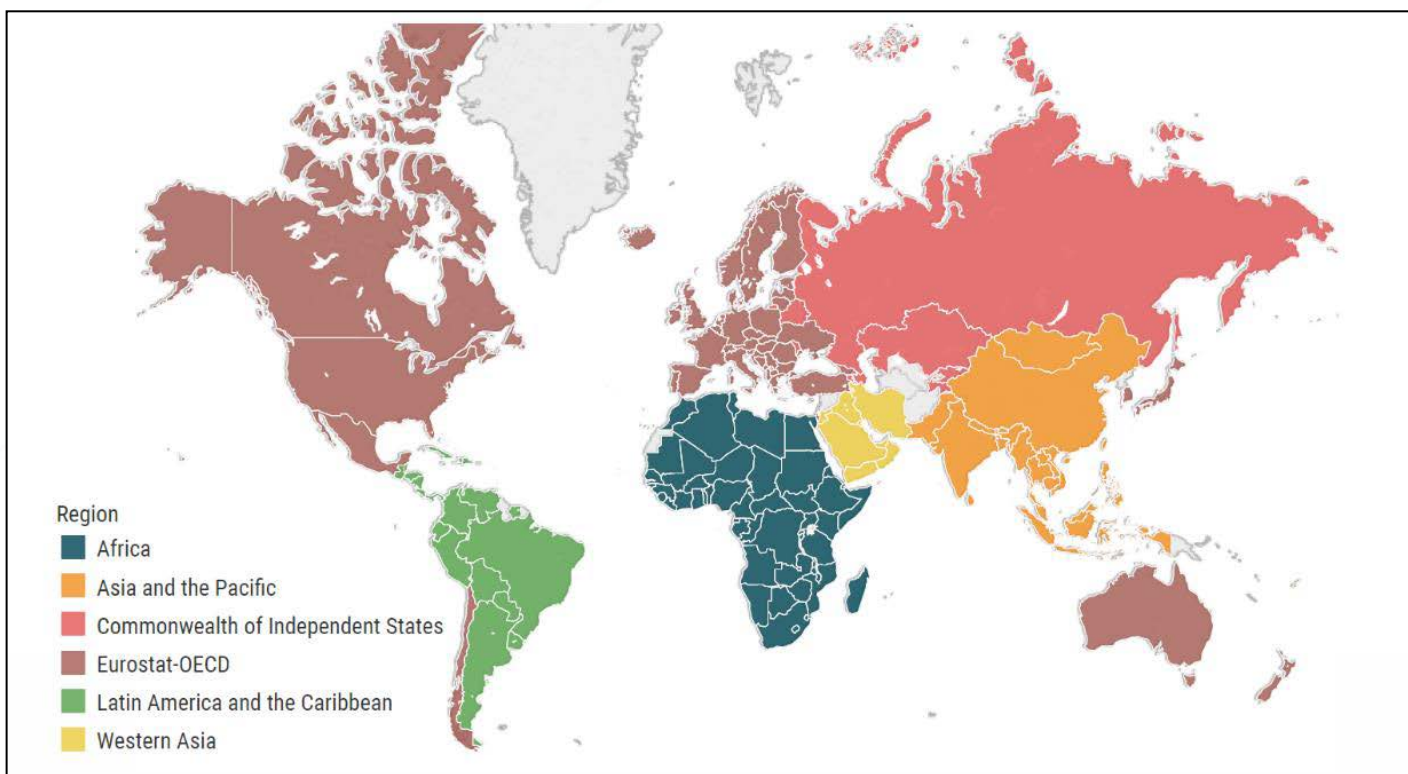 Region
Africa
Asia and the Pacific
Commonwealth of Independent States
Eurostat-OECD
Latin America and the Caribbean
Western Asia